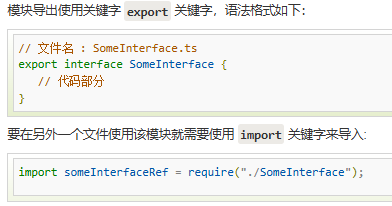 模块导出使用关键字 export 关键字，语法格式如下：
// 文件名 : SomeInterface.ts
export interface SomeInterface {
// 代码部分
}
要在另外一个文件使用该模块就需要使用 import 关键字来导入:
import someInterfaceRef = require("./SomeInterface");